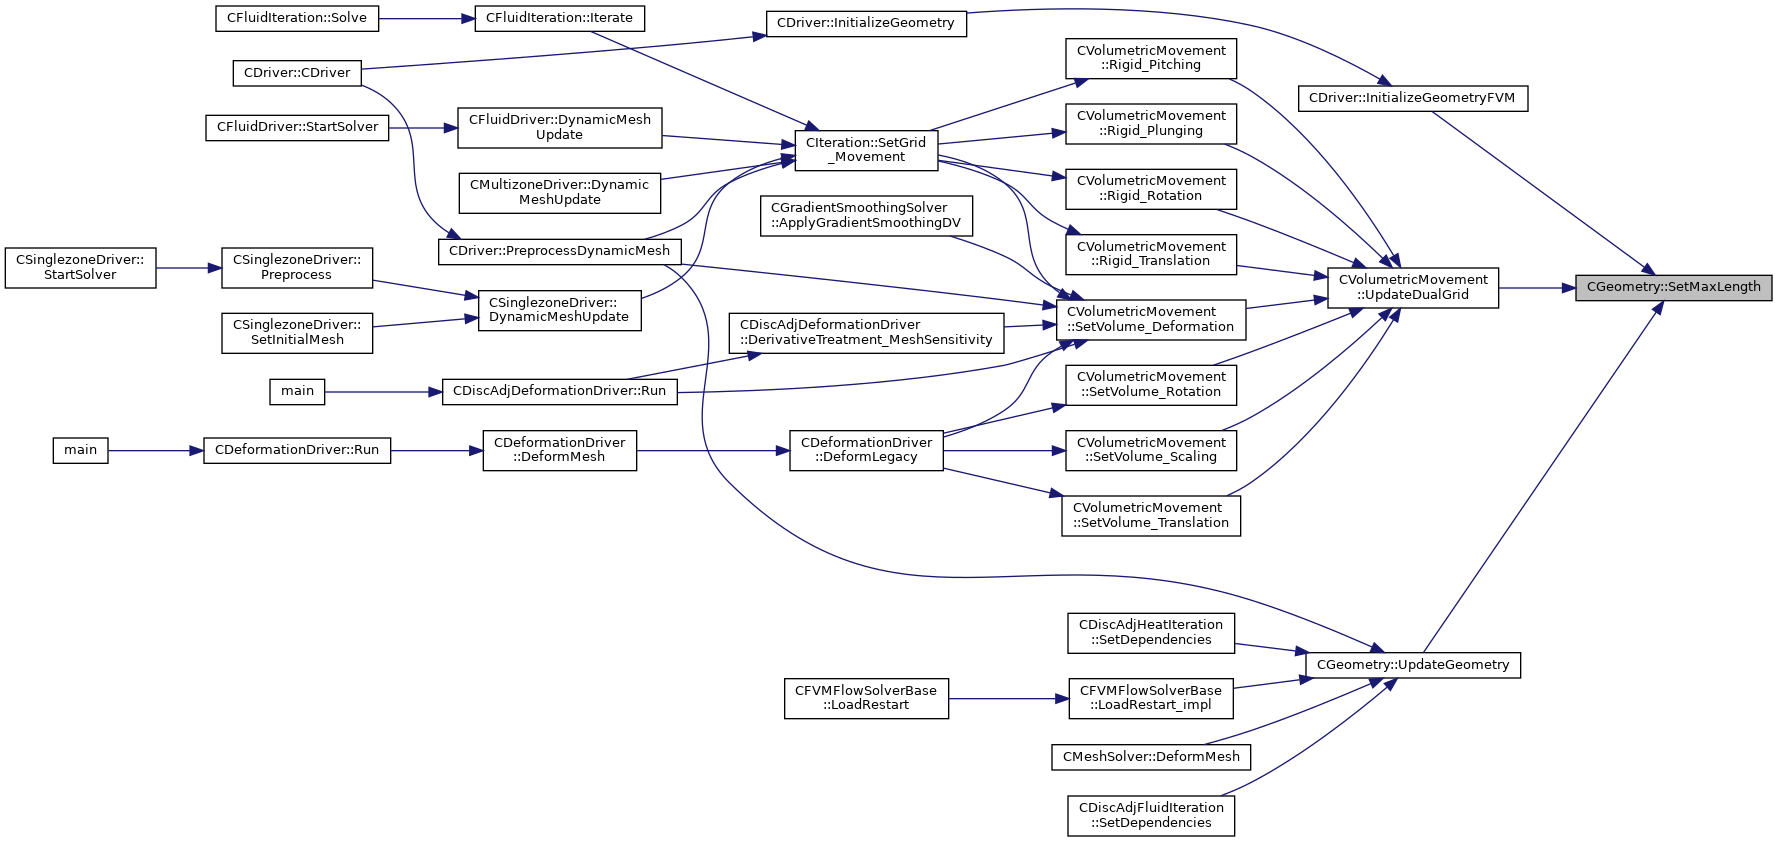 CFluidIteration::Solve
CFluidIteration::Iterate
CDriver::InitializeGeometry
CVolumetricMovement
::Rigid_Pitching
CDriver::CDriver
CDriver::InitializeGeometryFVM
CFluidDriver::StartSolver
CFluidDriver::DynamicMesh
Update
CVolumetricMovement
::Rigid_Plunging
CIteration::SetGrid
_Movement
CMultizoneDriver::Dynamic
MeshUpdate
CVolumetricMovement
::Rigid_Rotation
CGradientSmoothingSolver
::ApplyGradientSmoothingDV
CDriver::PreprocessDynamicMesh
CVolumetricMovement
::Rigid_Translation
CSinglezoneDriver::
StartSolver
CSinglezoneDriver::
Preprocess
CVolumetricMovement
::UpdateDualGrid
CGeometry::SetMaxLength
CSinglezoneDriver::
DynamicMeshUpdate
CVolumetricMovement
::SetVolume_Deformation
CSinglezoneDriver::
SetInitialMesh
CDiscAdjDeformationDriver
::DerivativeTreatment_MeshSensitivity
main
CDiscAdjDeformationDriver::Run
CVolumetricMovement
::SetVolume_Rotation
main
CDeformationDriver::Run
CDeformationDriver
::DeformMesh
CDeformationDriver
::DeformLegacy
CVolumetricMovement
::SetVolume_Scaling
CVolumetricMovement
::SetVolume_Translation
CDiscAdjHeatIteration
::SetDependencies
CGeometry::UpdateGeometry
CFVMFlowSolverBase
::LoadRestart
CFVMFlowSolverBase
::LoadRestart_impl
CMeshSolver::DeformMesh
CDiscAdjFluidIteration
::SetDependencies